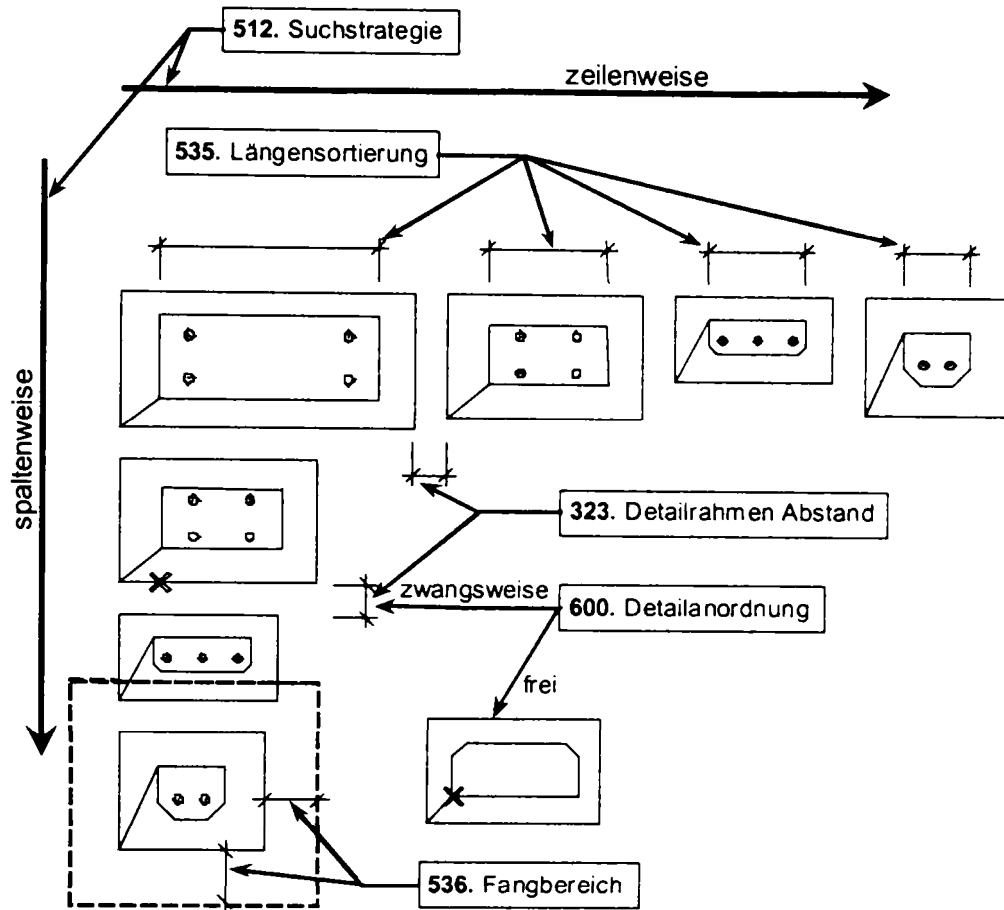 512. Suchstrategie
zeilenweise
535. Längensortierung
spaltenweise
323. Detailrahmen Abstand
zwangsweise
600. Detailanordnung
frei
536. Fangbereich